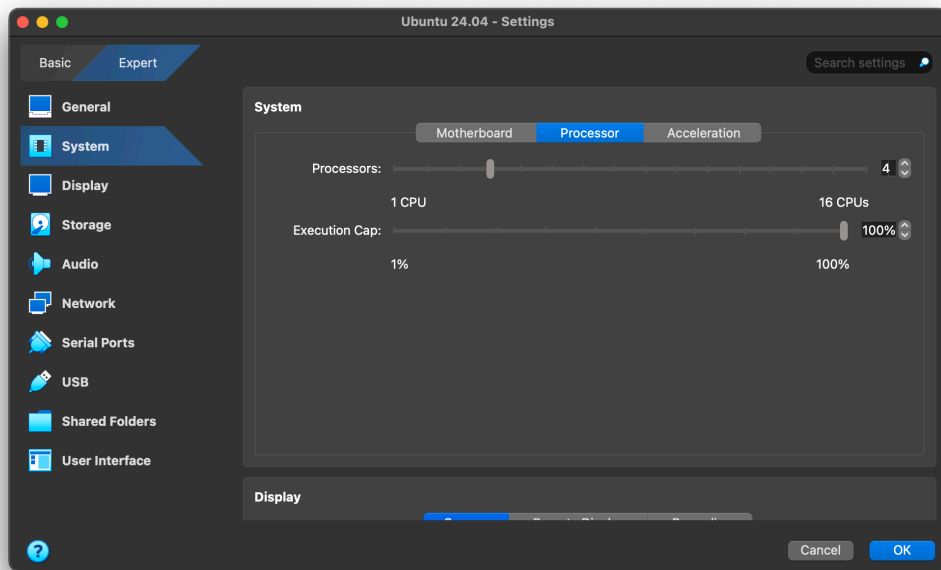 Ubuntu 24.04 - Settings
Basic
Expert
Search settings
General
System
Display
Storage
Audio
Network
Serial Ports
USB
Shared Folders
User Interface
System
Motherboard
Processor
Acceleration
Processors:
4
1 CPU
16 CPUs
Execution Cap:
100%
1%
100%
Display
?
Cancel
OK